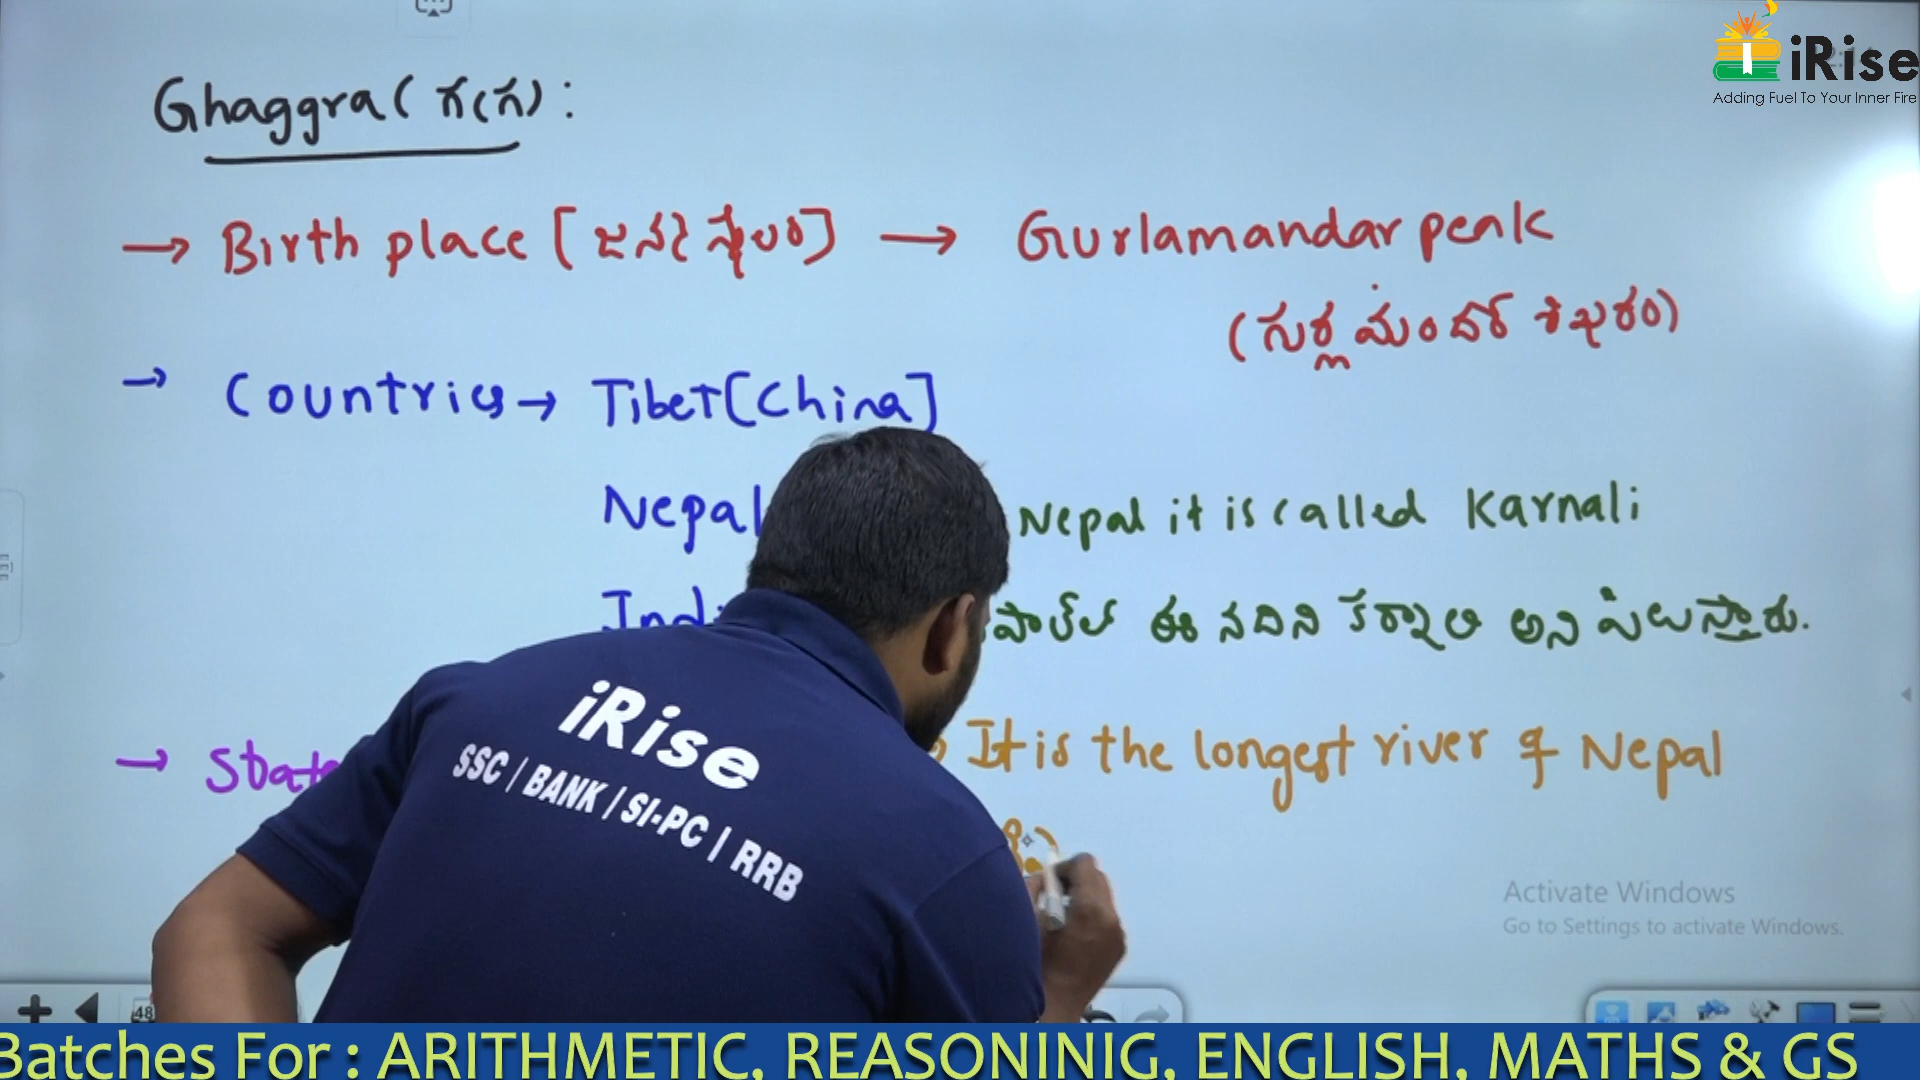 iRise
Adding Fuel To Your Inner Fire
Ghaggra ( గగ్ర ) :
→ Birth place [ జన్మ స్థలం ] → Gurlamandar peak
( గుర్ల మందార్ శిఖరం )
→ Countries → Tibet [ China ]
Nepal Nepal it is called Karnali
ఈ నదిని కర్నాలి అని పిలుస్తారు.
It is the longest river of Nepal
→
iRise
SSC | BANK | SI-PC | RRB
Activate Windows
Go to Settings to activate Windows.
48
Batches For : ARITHMETIC, REASONINIG, ENGLISH, MATHS & GS